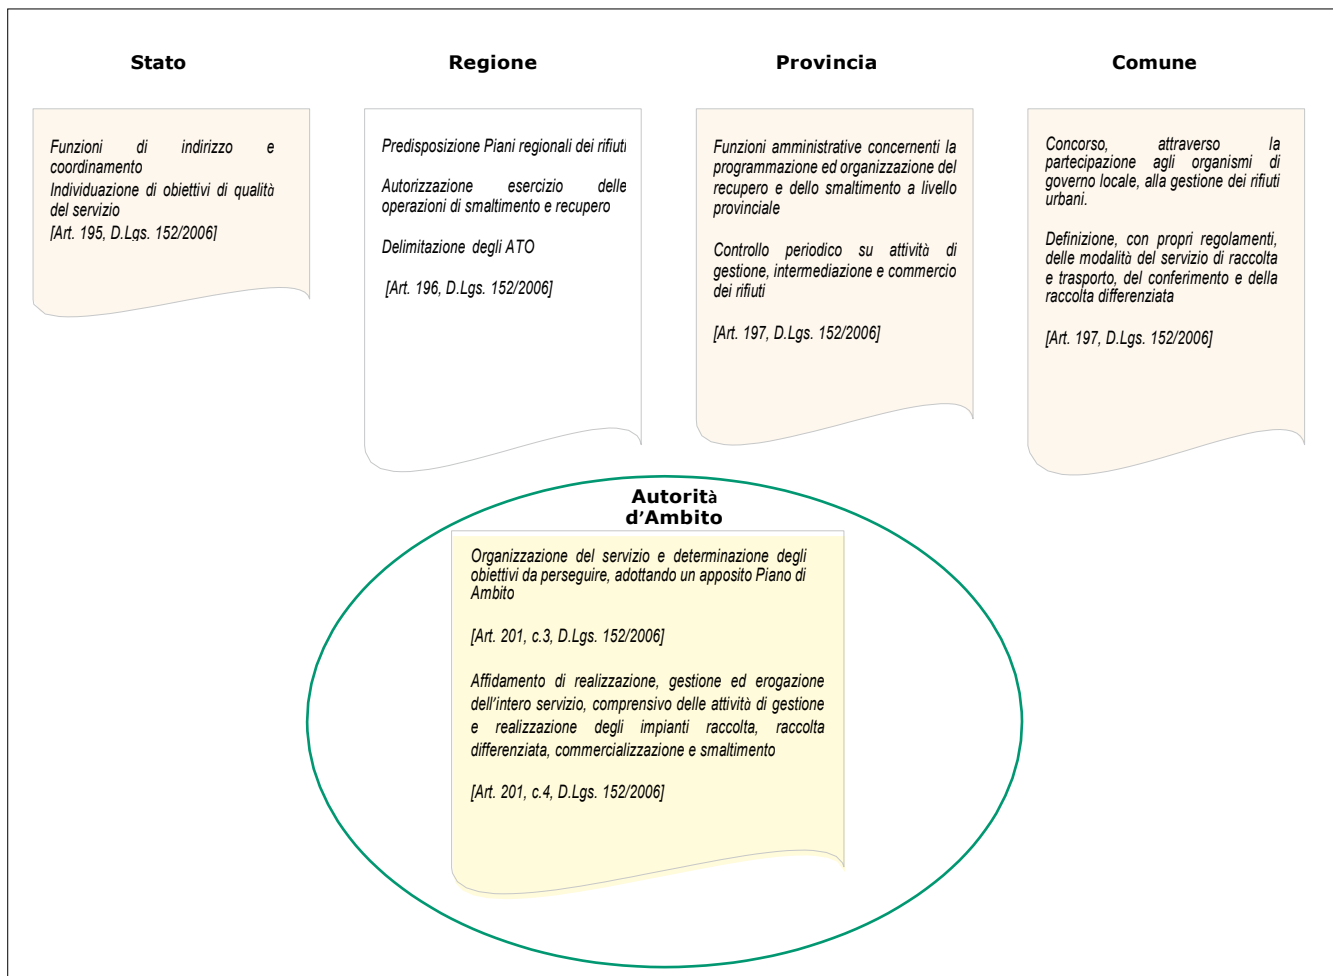 Stato
Funzioni di indirizzo e
coordinamento
Individuazione di obiettivi di qualità
del servizio
[Art. 195, D.Lgs. 152/2006]
Regione
Predisposizione Piani regionali dei rifiuti
Autorizzazione esercizio delle
operazioni di smaltimento e recupero
Delimitazione degli ATO
[Art. 196, D.Lgs. 152/2006]
Provincia
Funzioni amministrative concernenti la
programmazione ed organizzazione del
recupero e dello smaltimento a livello
provinciale
Controllo periodico su attività di
gestione, intermediazione e commercio
dei rifiuti
[Art. 197, D.Lgs. 152/2006]
Comune
Concorso, attraverso la
partecipazione agli organismi di
governo locale, alla gestione dei rifiuti
urbani.
Definizione, con propri regolamenti,
delle modalità del servizio di raccolta
e trasporto, del conferimento e della
raccolta differenziata
[Art. 197, D.Lgs. 152/2006]
Autorità
d'Ambito
Organizzazione del servizio e determinazione degli
obiettivi da perseguire, adottando un apposito Piano di
Ambito
[Art. 201, c.3, D.Lgs. 152/2006]
Affidamento di realizzazione, gestione ed erogazione
dell'intero servizio, comprensivo delle attività di gestione
e realizzazione degli impianti raccolta, raccolta
differenziata, commercializzazione e smaltimento
[Art. 201, c.4, D.Lgs. 152/2006]